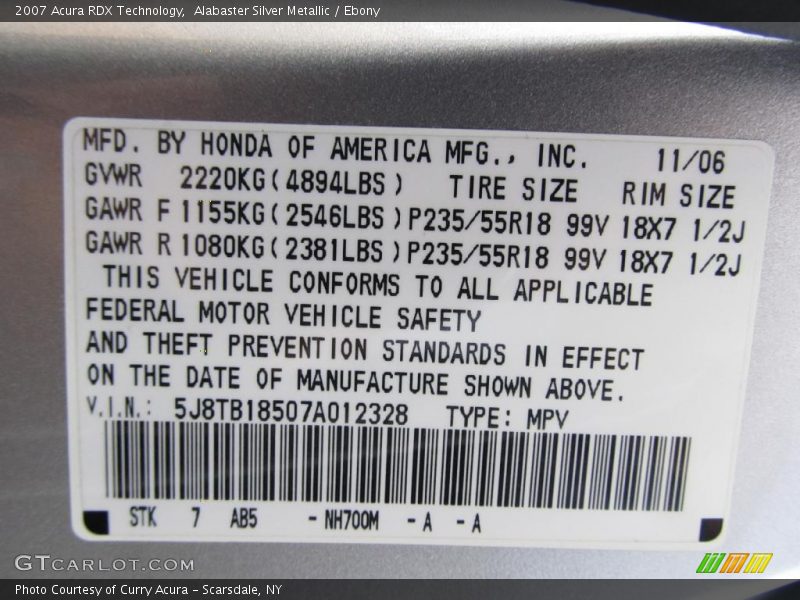 2007 Acura RDX Technology,  Alabaster Silver Metallic / Ebony
MFD. BY HONDA OF AMERICA MFG., INC. 11/06
GVWR 2220KG(4894LBS) TIRE SIZE RIM SIZE
GAWR F 1155KG(2546LBS)P235/55R18 99V 18X7 1/2J
GAWR R 1080KG(2381LBS)P235/55R18 99V 18X7 1/2J
THIS VEHICLE CONFORMS TO ALL APPLICABLE
FEDERAL MOTOR VEHICLE SAFETY
AND THEFT PREVENTION STANDARDS IN EFFECT
ON THE DATE OF MANUFACTURE SHOWN ABOVE.
V.I.N.: 5J8TB18507A012328 TYPE: MPV
STK 7 AB5 -NH700M -A -A
GTCARLOT.COM
Photo Courtesy of Curry Acura - Scarsdale, NY